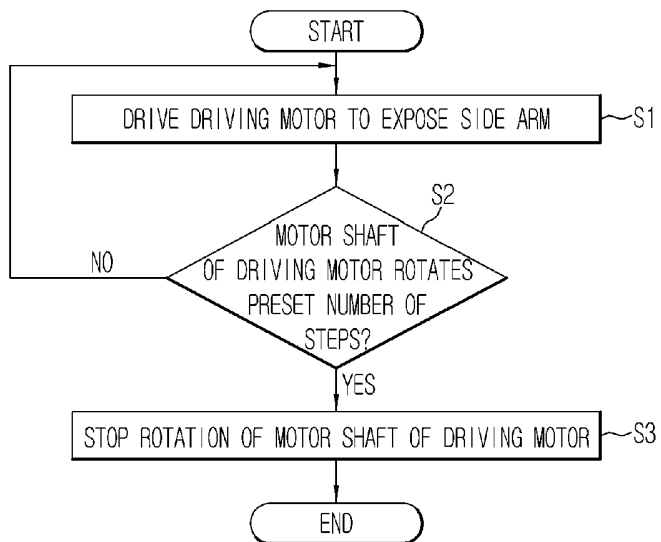 START
DRIVE DRIVING MOTOR TO EXPOSE SIDE ARM
S1
S2
MOTOR SHAFT
OF DRIVING MOTOR ROTATES
PRESET NUMBER OF
STEPS?
NO
YES
STOP ROTATION OF MOTOR SHAFT OF DRIVING MOTOR
S3
END